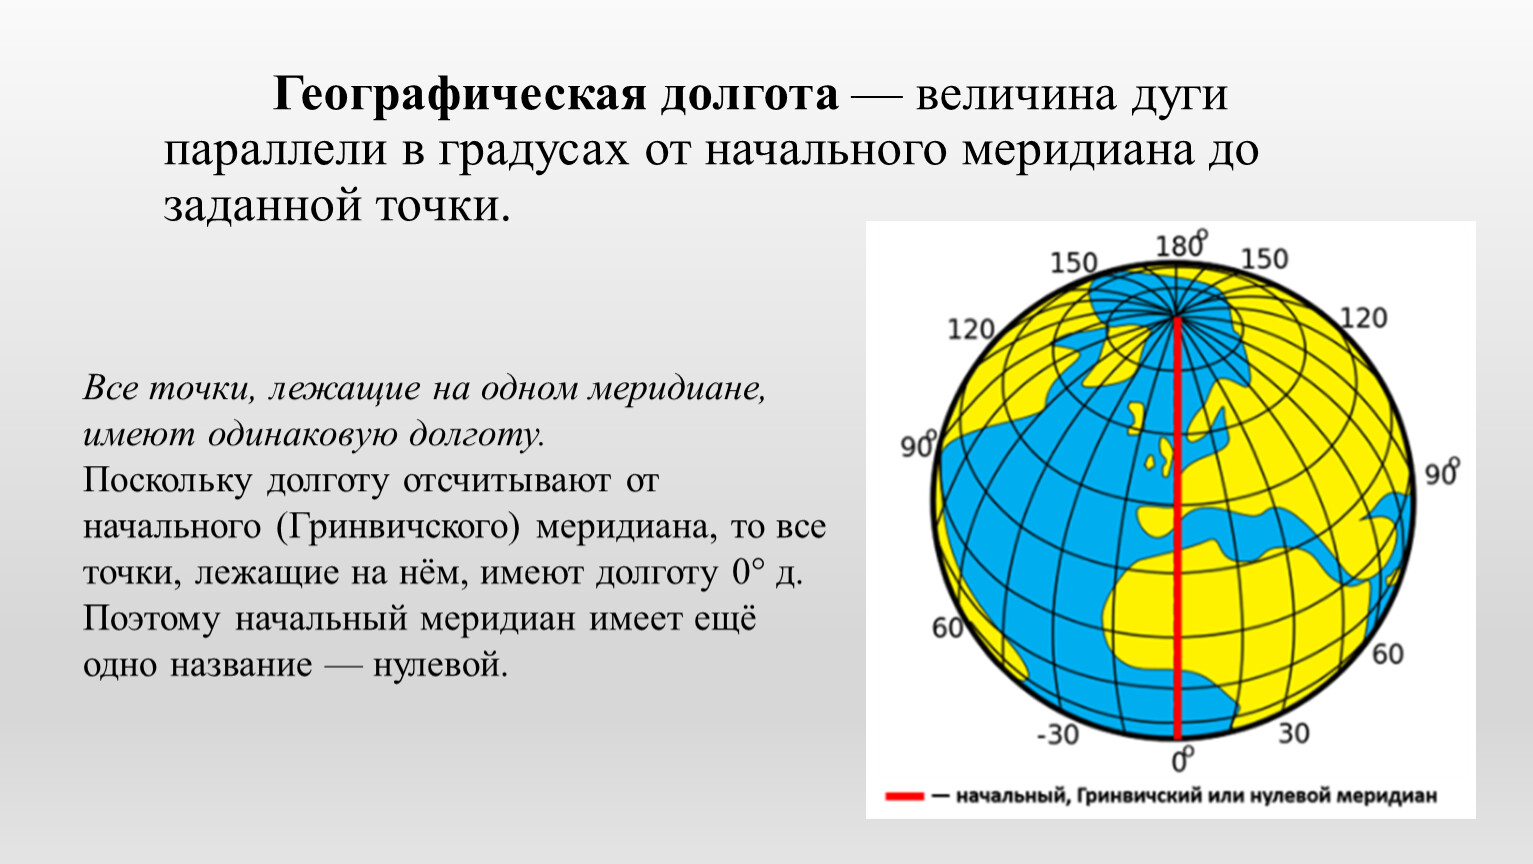 Географическая долгота — величина дуги
параллели в градусах от начального меридиана до
заданной точки.
Все точки, лежащие на одном меридиане,
имеют одинаковую долготу.
Поскольку долготу отсчитывают от
начального (Гринвичского) меридиана, то все
точки, лежащие на нём, имеют долготу 0° д.
Поэтому начальный меридиан имеет ещё
одно название — нулевой.
180°
150
150
120
120
90°
90°
60
60
-30
30
0°
— начальный, Гринвичский или нулевой меридиан